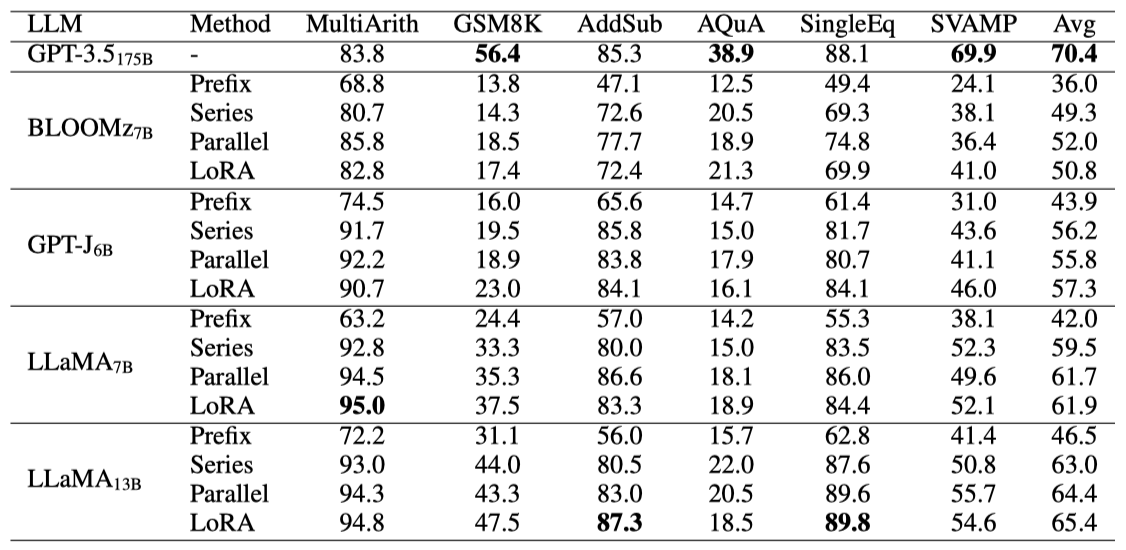 LLM Method MultiArith GSM8K AddSub AQuA SingleEq SVAMP Avg
GPT-3.5175B - 83.8 56.4 85.3 38.9 88.1 69.9 70.4
BLOOMz7B
Prefix 68.8 13.8 47.1 12.5 49.4 24.1 36.0
Series 80.7 14.3 72.6 20.5 69.3 38.1 49.3
Parallel 85.8 18.5 77.7 18.9 74.8 36.4 52.0
LoRA 82.8 17.4 72.4 21.3 69.9 41.0 50.8
GPT-J6B
Prefix 74.5 16.0 65.6 14.7 61.4 31.0 43.9
Series 91.7 19.5 85.8 15.0 81.7 43.6 56.2
Parallel 92.2 18.9 83.8 17.9 80.7 41.1 55.8
LoRA 90.7 23.0 84.1 16.1 84.1 46.0 57.3
LLaMA7B
Prefix 63.2 24.4 57.0 14.2 55.3 38.1 42.0
Series 92.8 33.3 80.0 15.0 83.5 52.3 59.5
Parallel 94.5 35.3 86.6 18.1 86.0 49.6 61.7
LoRA 95.0 37.5 83.3 18.9 84.4 52.1 61.9
LLaMA13B
Prefix 72.2 31.1 56.0 15.7 62.8 41.4 46.5
Series 93.0 44.0 80.5 22.0 87.6 50.8 63.0
Parallel 94.3 43.3 83.0 20.5 89.6 55.7 64.4
LoRA 94.8 47.5 87.3 18.5 89.8 54.6 65.4